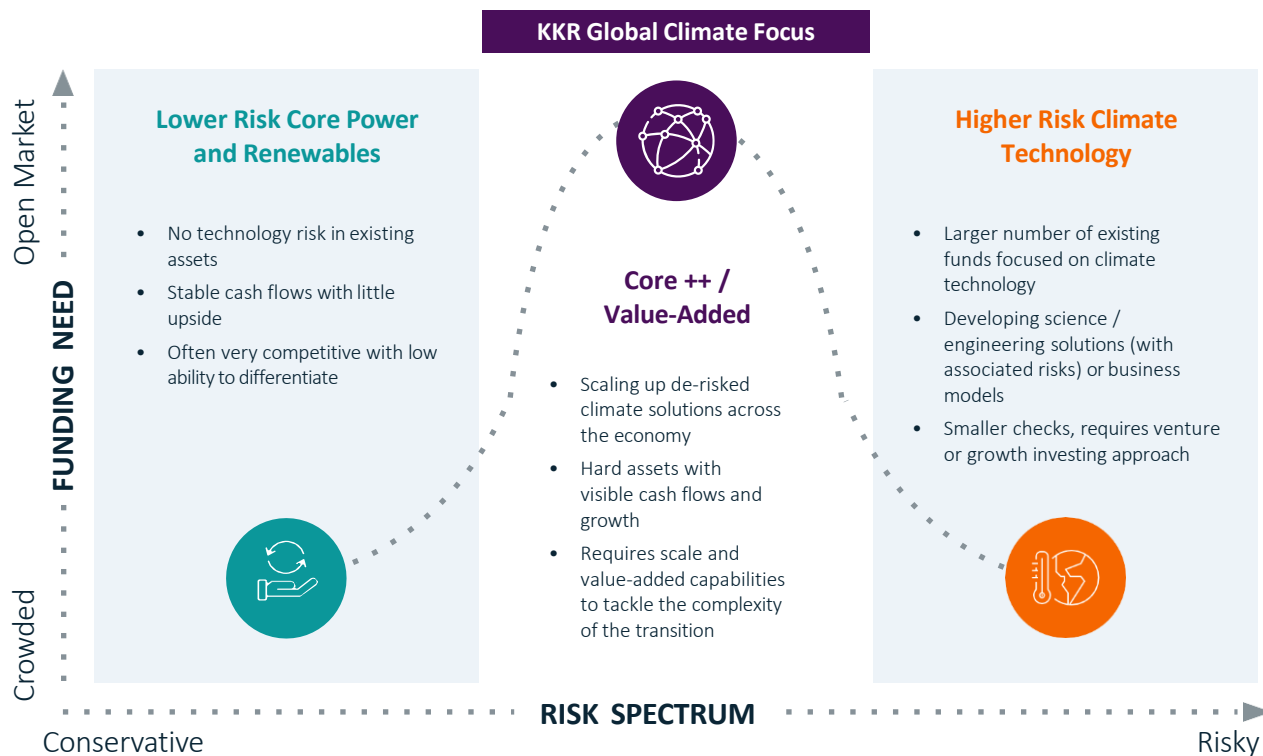 KKR Global Climate Focus
Open Market
FUNDING NEED
Crowded
Lower Risk Core Power
and Renewables
• No technology risk in existing
assets
• Stable cash flows with little
upside
• Often very competitive with low
ability to differentiate
Core ++ /
Value-Added
• Scaling up de-risked
climate solutions across
the economy
• Hard assets with
visible cash flows and
growth
• Requires scale and
value-added capabilities
to tackle the complexity
of the transition
Higher Risk Climate
Technology
• Larger number of existing
funds focused on climate
technology
• Developing science /
engineering solutions (with
associated risks) or business
models
• Smaller checks, requires venture
or growth investing approach
RISK SPECTRUM
Conservative
Risky